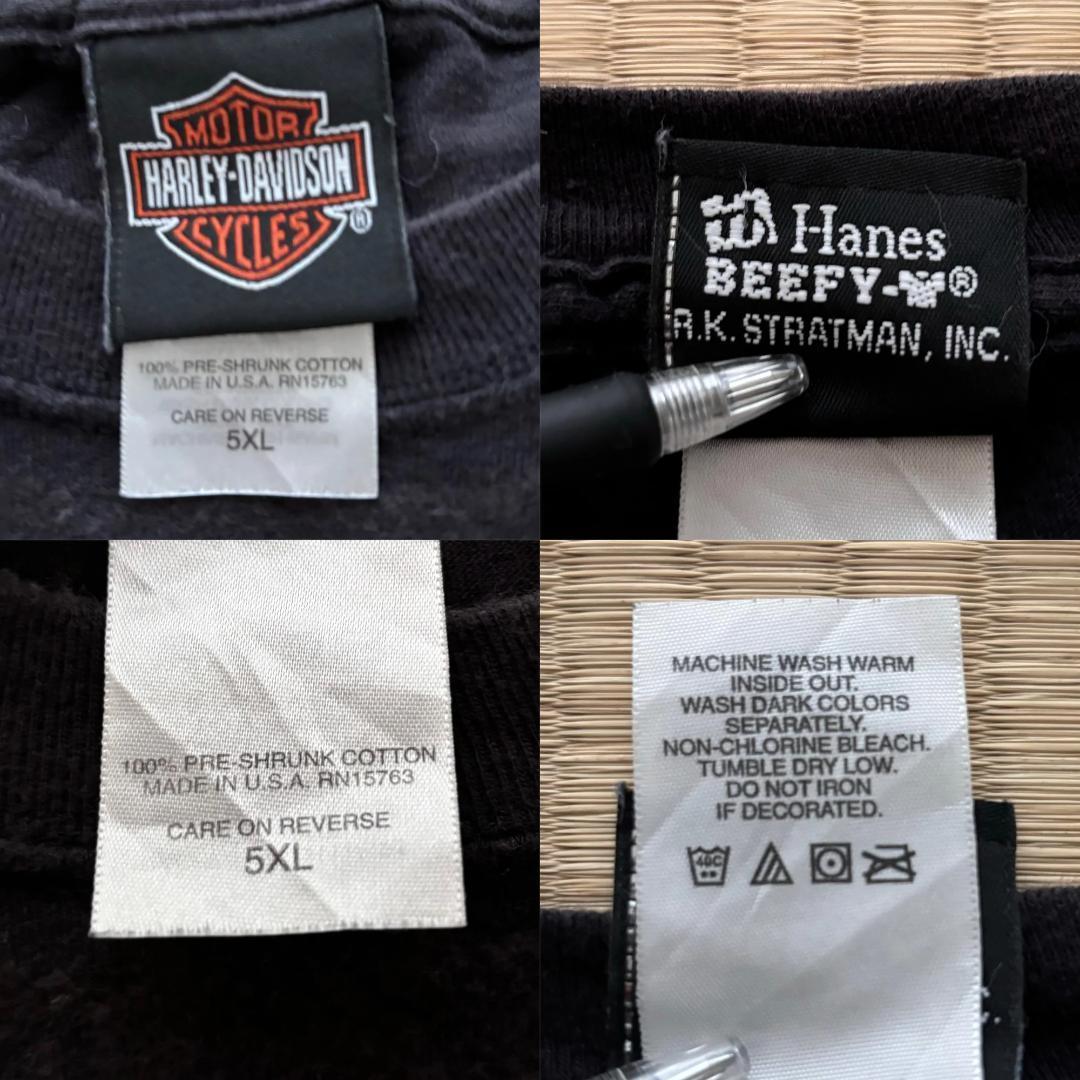 MOTOR
HARLEY-DAVIDSON
CYCLES®
100% PRE-SHRUNK COTTON
MADE IN U.S.A. RN15763
CARE ON REVERSE
5XL
Hanes
BEEFY-T®
R.K. STRATMAN, INC.
100% PRE-SHRUNK COTTON
MADE IN U.S.A. RN15763
CARE ON REVERSE
5XL
MACHINE WASH WARM
INSIDE OUT.
WASH DARK COLORS
SEPARATELY.
NON-CHLORINE BLEACH.
TUMBLE DRY LOW.
DO NOT IRON
IF DECORATED.
40C